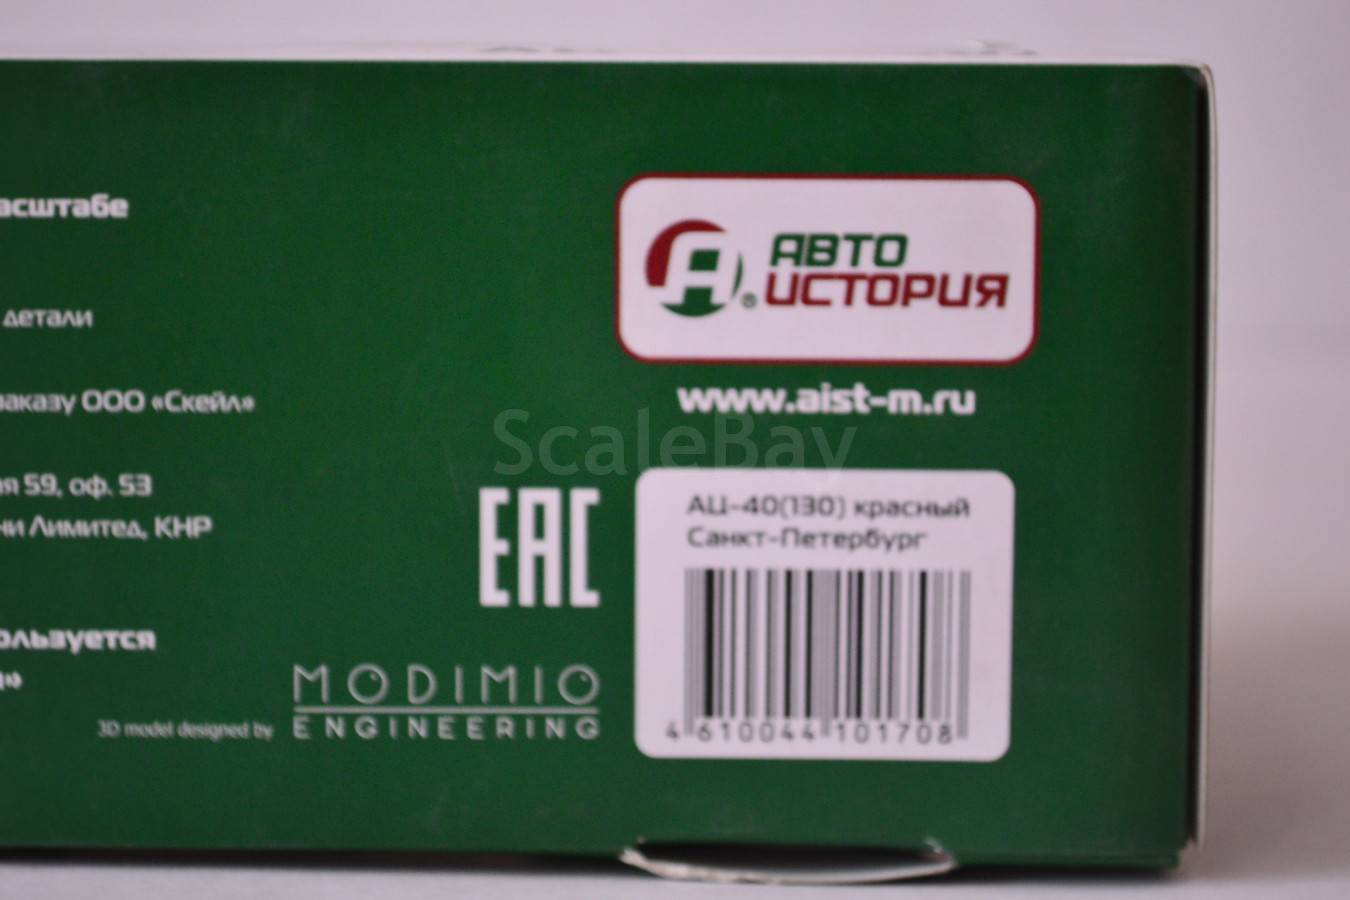 асштабе
детали
заказу ООО «Скейл»
ая 59, оф. 53
ни Лимитед, КНР
ользуется
3D model designed by
MODIMIO
ENGINEERING
EAC
АВТО
ИСТОРИЯ
®
www.aist-m.ru
ScaleBay
АЦ-40(130) красный
Санкт-Петербург
4 610044 101708